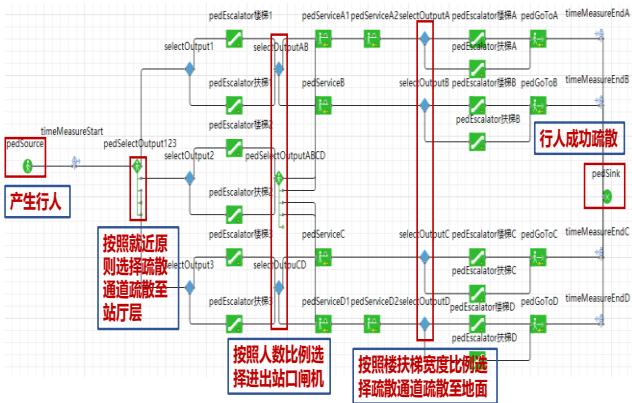 pedEscalator楼梯1
pedServiceA1
pedServiceA2
selectOutputA
pedEscalator楼梯A
pedGoToA
timeMeasureEndA
selectOutput1
selectOutputAB
pedEscalator扶梯A
pedEscalator扶梯1
pedServiceB
selectOutputB
pedEscalator楼梯B
pedGoToB
timeMeasureEndB
pedEscalator楼梯2
pedEscalator扶梯B
行人成功疏散
timeMeasureStart
pedSource
pedSelectOutput123
selectOutput2
pedSelectOutputABCD
pedSink
产生行人
pedEscalator扶梯2
按照就近原
则选择疏散
通道疏散至
站厅层
pedEscalator楼梯3
pedServiceC
selectOutputC
pedEscalator楼梯C
pedGoToC
timeMeasureEndC
selectOutput3
selectOutpuCD
pedEscalator扶梯C
pedEscalator扶梯3
pedServiceD1
pedServiceD2
selectOutputD
pedEscalator楼梯D
pedGoToD
timeMeasureEndD
pedEscalator扶梯D
按照人数比例选
择进出站口闸机
按照楼扶梯宽度比例选
择疏散通道疏散至地面